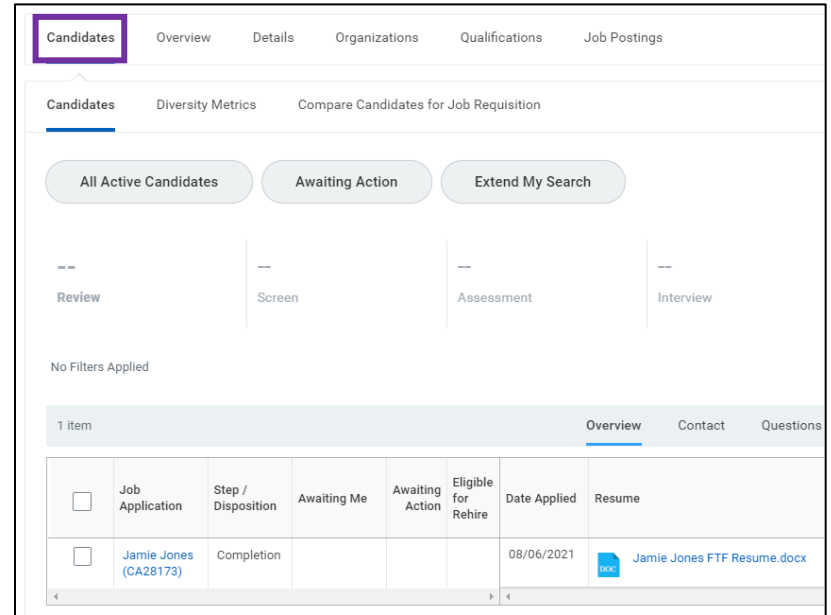 Candidates Overview Details Organizations Qualifications Job Postings
Candidates Diversity Metrics Compare Candidates for Job Requisition
All Active Candidates Awaiting Action Extend My Search
-- -- -- --
Review Screen Assessment Interview
No Filters Applied
1 item Overview Contact Questions
Job Application Step / Disposition Awaiting Me Awaiting Action Eligible for Rehire Date Applied Resume
Jamie Jones (CA28173) Completion 08/06/2021 DOC Jamie Jones FTF Resume.docx